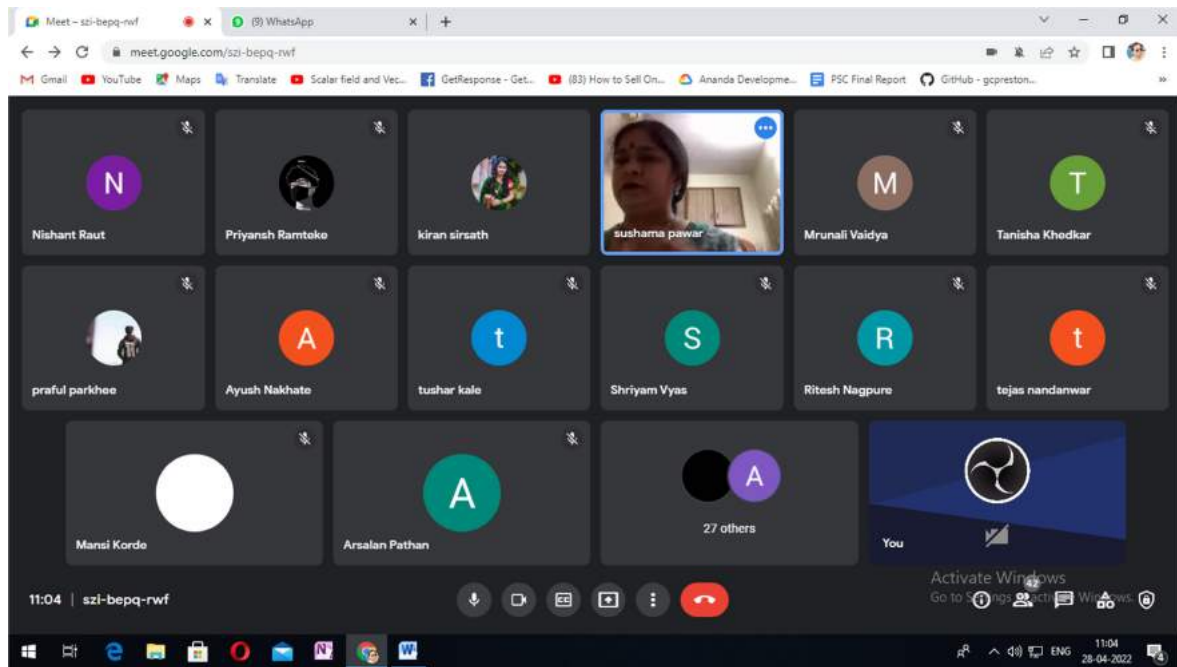 Meet – szi-bepq-rwf
(9) WhatsApp
meet.google.com/szi-bepq-rwf
Gmail YouTube Maps Translate Scalar field and Vec... GetResponse - Get... (83) How to Sell On... Ananda Developme... PSC Final Report GitHub - gcpreston...
N M T
Nishant Raut Priyansh Ramteke kiran sirsath sushama pawar Mrunali Vaidya Tanisha Khedkar
A t S R t
praful parkhee Ayush Nakhate tushar kale Shriyam Vyas Ritesh Nagpure tejas nandanwar
A A
27 others
Mansi Korde Arsalan Pathan You
Activate Windows
11:04 | szi-bepq-rwf CC 42
Go to Settings to activate Windows.
11:04
ENG
28-04-2022 4